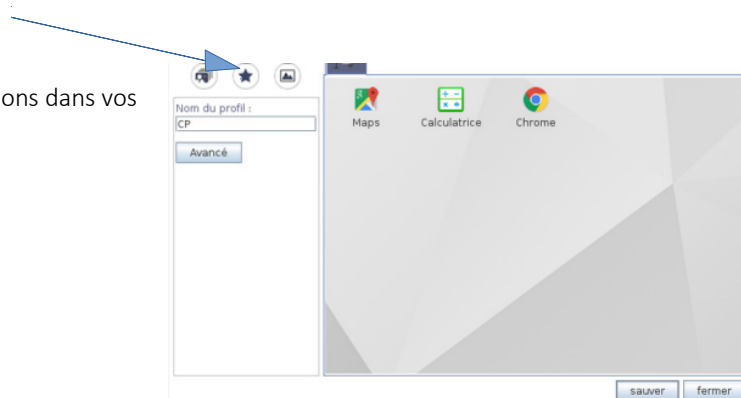 ons dans vos
Nom du profil :
CP
Avancé
Maps Calculatrice Chrome
sauver fermer